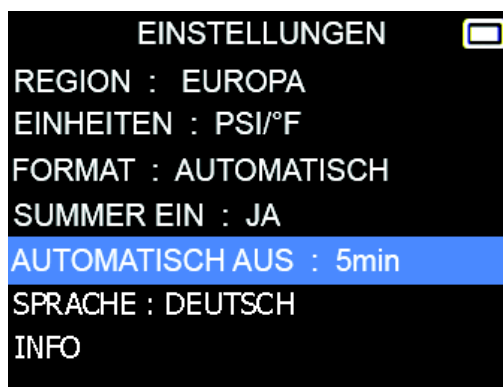 EINSTELLUNGEN
REGION : EUROPA
EINHEITEN : PSI/°F
FORMAT : AUTOMATISCH
SUMMER EIN : JA
AUTOMATISCH AUS : 5min
SPRACHE : DEUTSCH
INFO